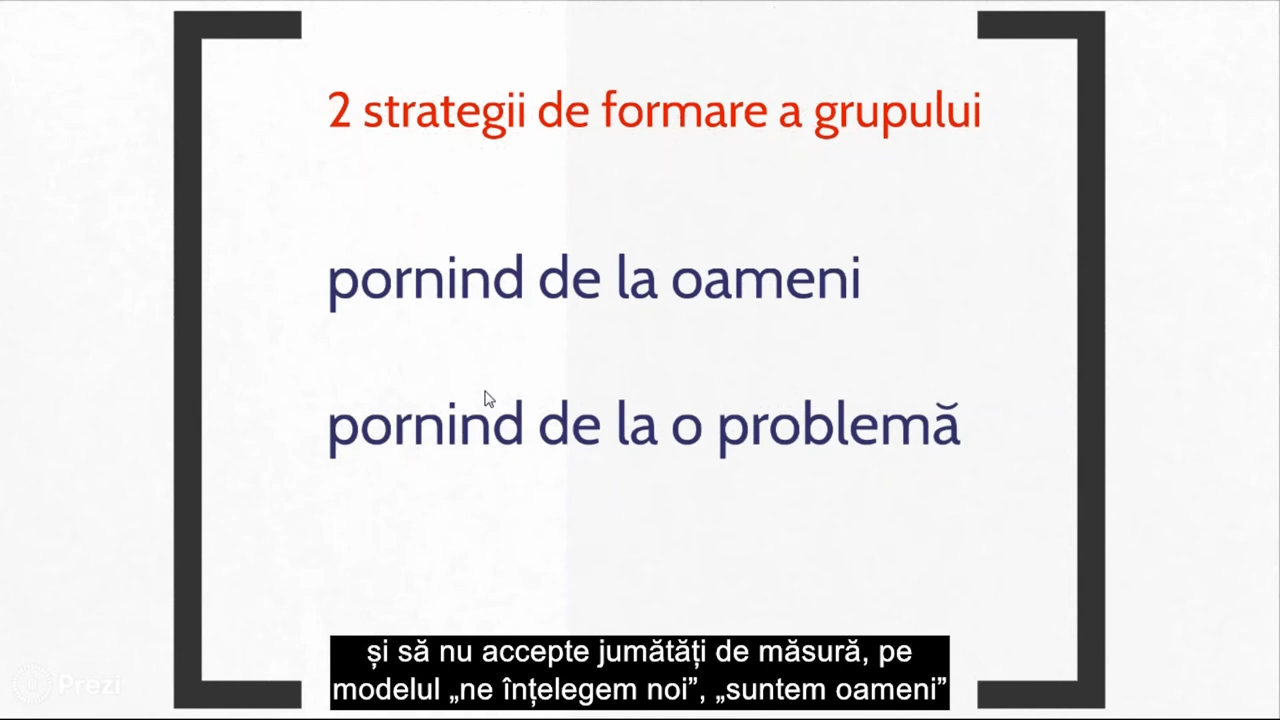 2 strategii de formare a grupului
pornind de la oameni
pornind de la o problemă
și să nu accepte jumătăți de măsură, pe
modelul „ne înțelegem noi”, „suntem oameni”
Prezi